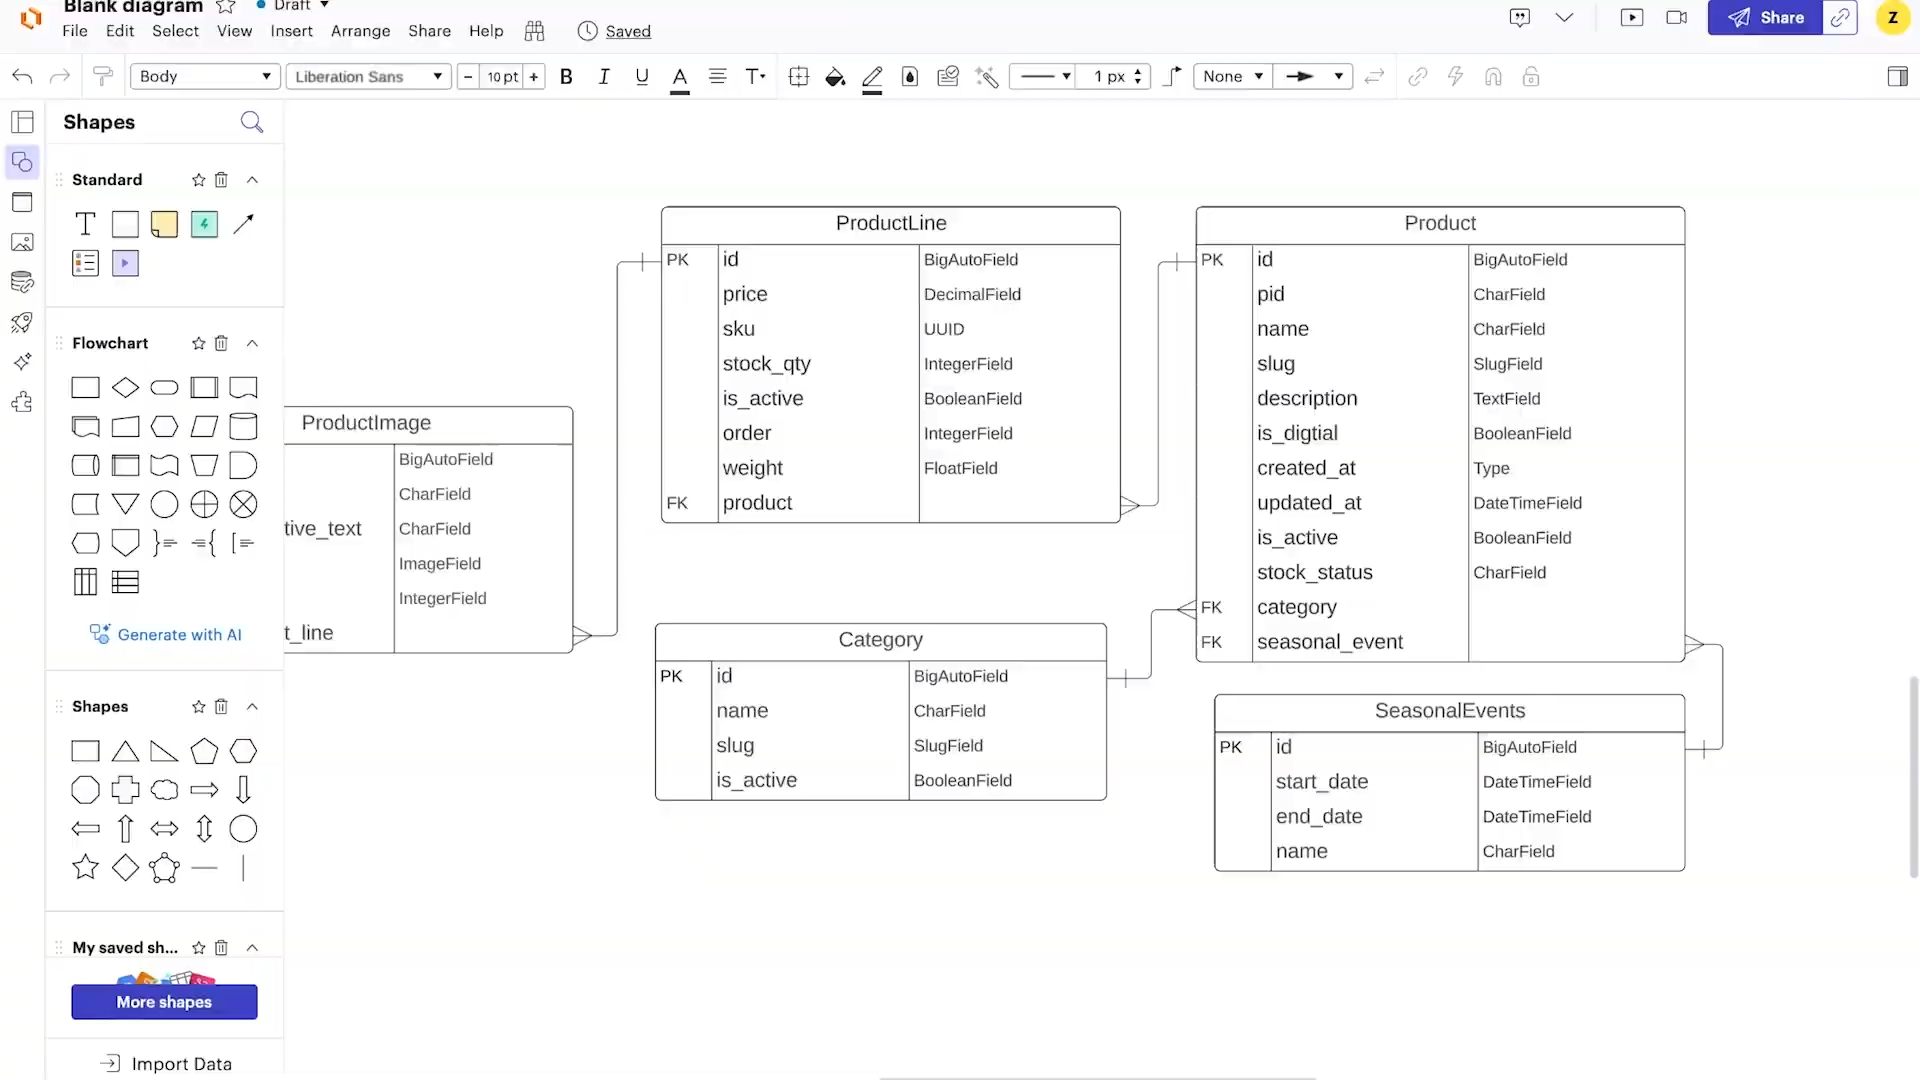 Blank diagram
Draft
File Edit Select View Insert Arrange Share Help Saved
Share
Z
Body
Liberation Sans
- 10 pt +
B I U A T
1 px
None
Shapes
Standard
T
Flowchart
Generate with AI
Shapes
My saved sh...
More shapes
Import Data
ProductImage
BigAutoField
CharField
tive_text CharField
ImageField
IntegerField
t_line
ProductLine
PK id BigAutoField
price DecimalField
sku UUID
stock_qty IntegerField
is_active BooleanField
order IntegerField
weight FloatField
FK product
Product
PK id BigAutoField
pid CharField
name CharField
slug SlugField
description TextField
is_digtial BooleanField
created_at Type
updated_at DateTimeField
is_active BooleanField
stock_status CharField
FK category
FK seasonal_event
Category
PK id BigAutoField
name CharField
slug SlugField
is_active BooleanField
SeasonalEvents
PK id BigAutoField
start_date DateTimeField
end_date DateTimeField
name CharField